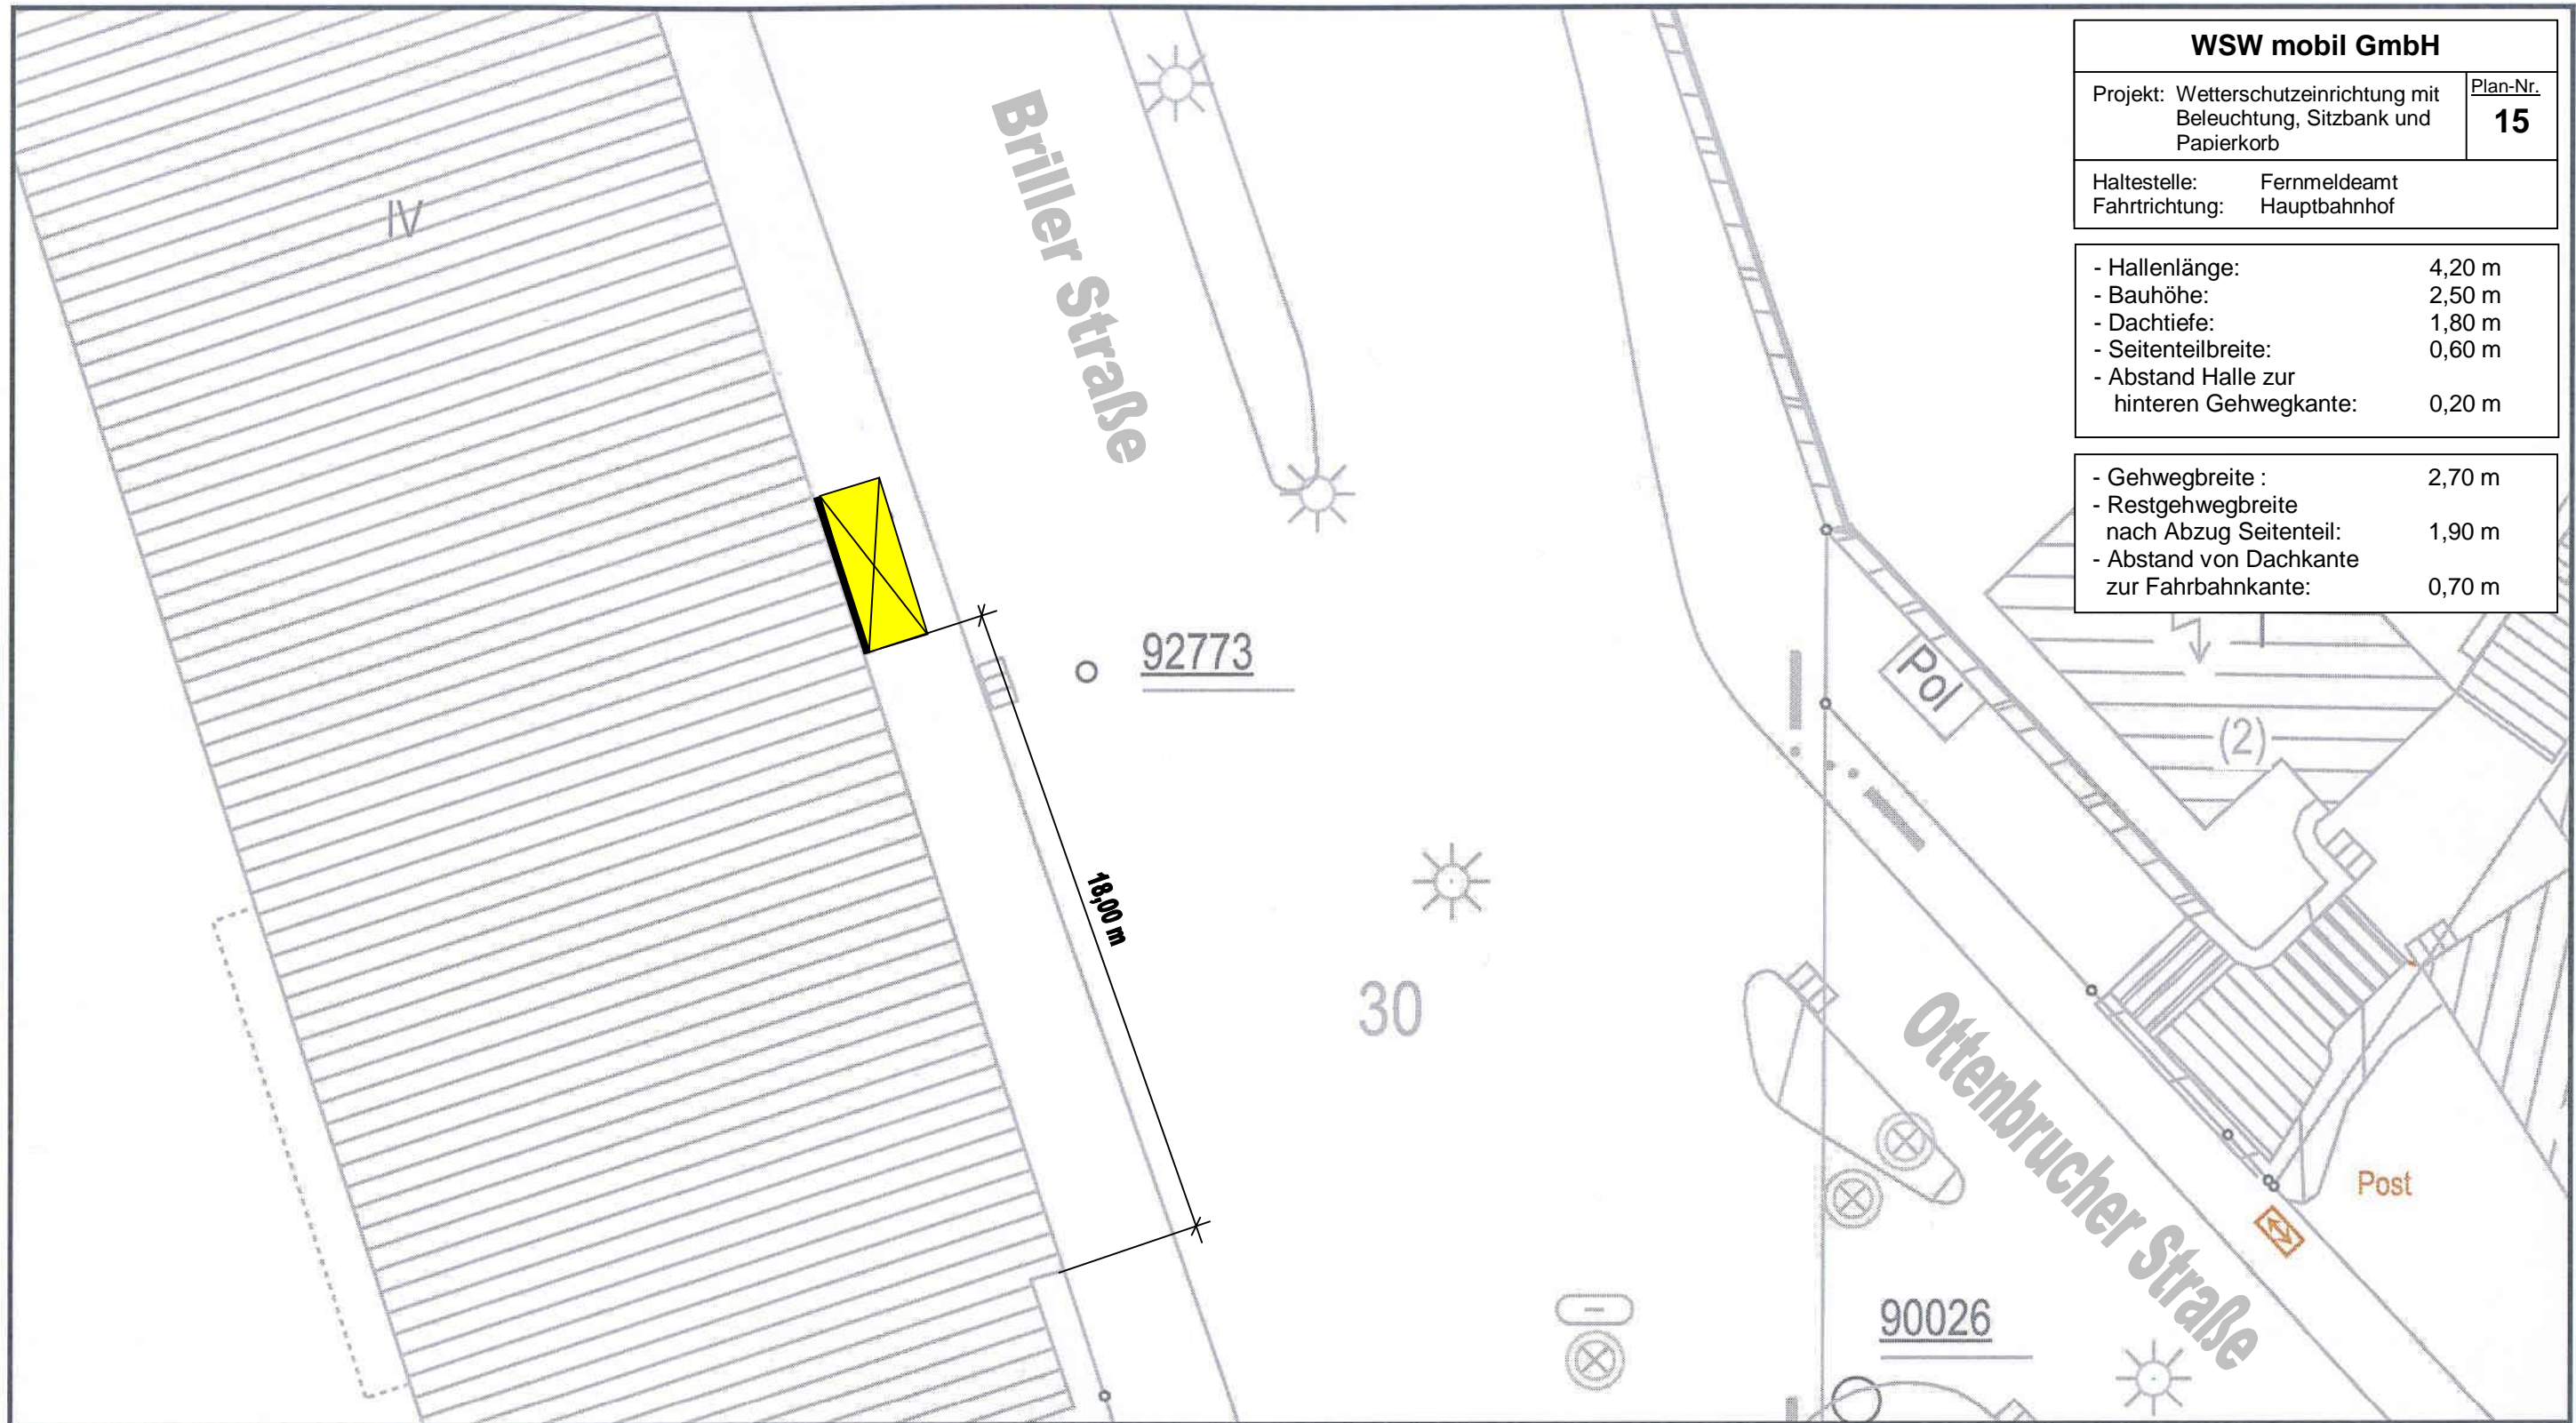 WSW mobil GmbH
Projekt: Wetterschutzeinrichtung mit
Beleuchtung, Sitzbank und
Papierkorb
Plan-Nr.
15
Haltestelle: Fernmeldeamt
Fahrtrichtung: Hauptbahnhof
- Hallenlänge: 4,20 m
- Bauhöhe: 2,50 m
- Dachtiefe: 1,80 m
- Seitenteilbreite: 0,60 m
- Abstand Halle zur
hinteren Gehwegkante: 0,20 m
- Gehwegbreite : 2,70 m
- Restgehwegbreite
nach Abzug Seitenteil: 1,90 m
- Abstand von Dachkante
zur Fahrbahnkante: 0,70 m
IV
Briller Straße
92773
Pol
(2)
18,00 m
30
Ottenbrucher Straße
Post
90026